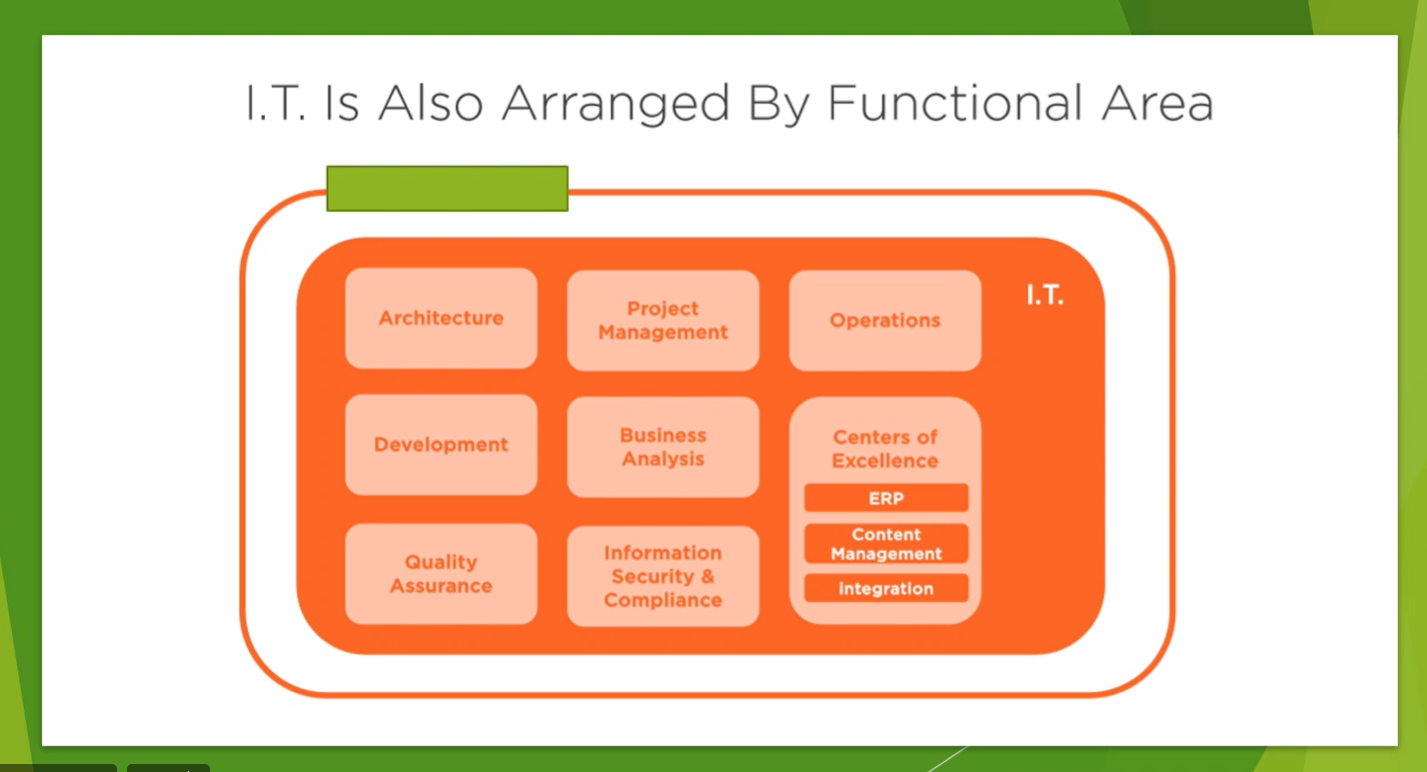 I.T. Is Also Arranged By Functional Area
I.T.
Architecture
Project
Management
Operations
Development
Business
Analysis
Centers of
Excellence
ERP
Content
Management
Integration
Quality
Assurance
Information
Security &
Compliance